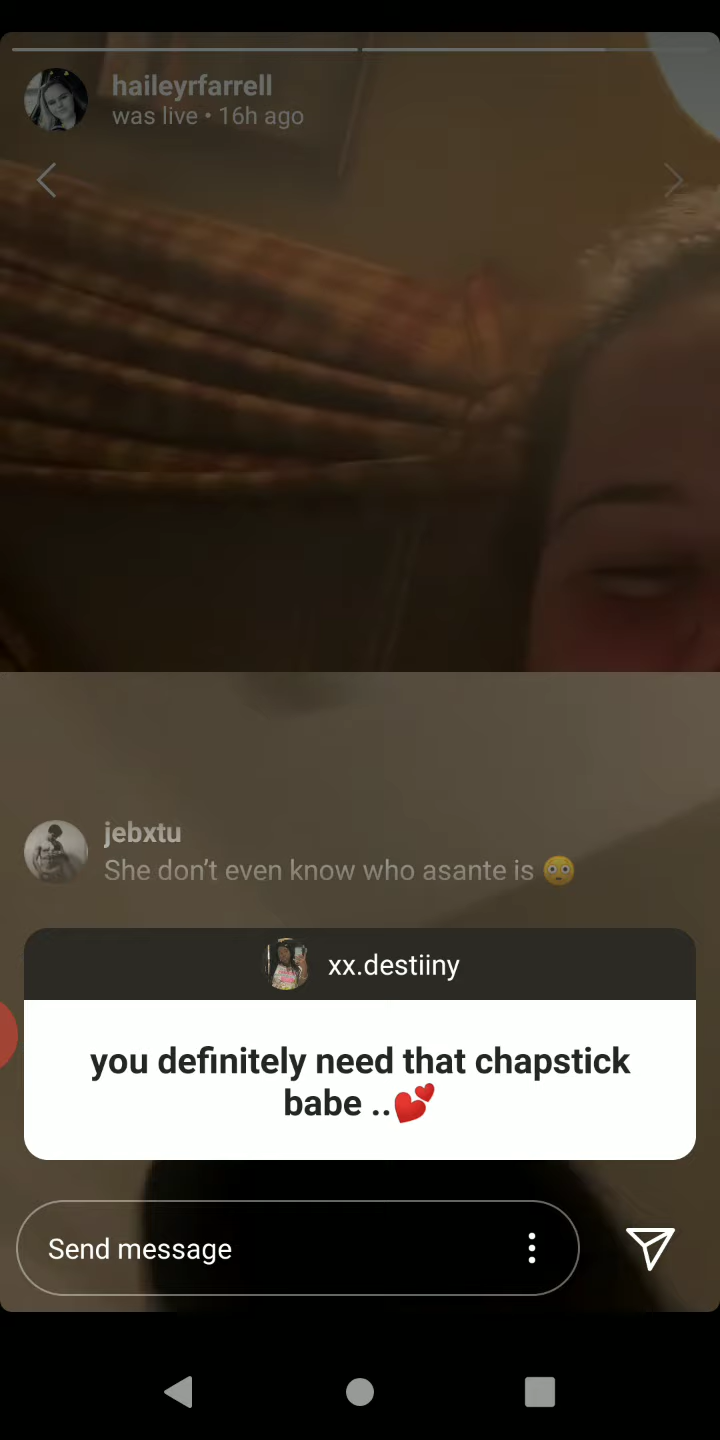 haileyrfarrell
was live • 16h ago
jebxtu
She don’t even know who asante is 😳
xx.destiiny
you definitely need that chapstick
babe ..💕
Send message